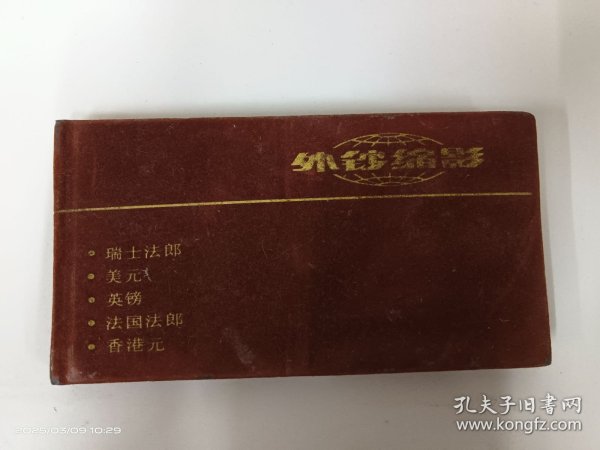 外钞缩影
• 瑞士法郎
• 美元
• 英镑
• 法国法郎
• 香港元
2025/03/09 10:29
孔夫子旧书网
www.kongfz.com